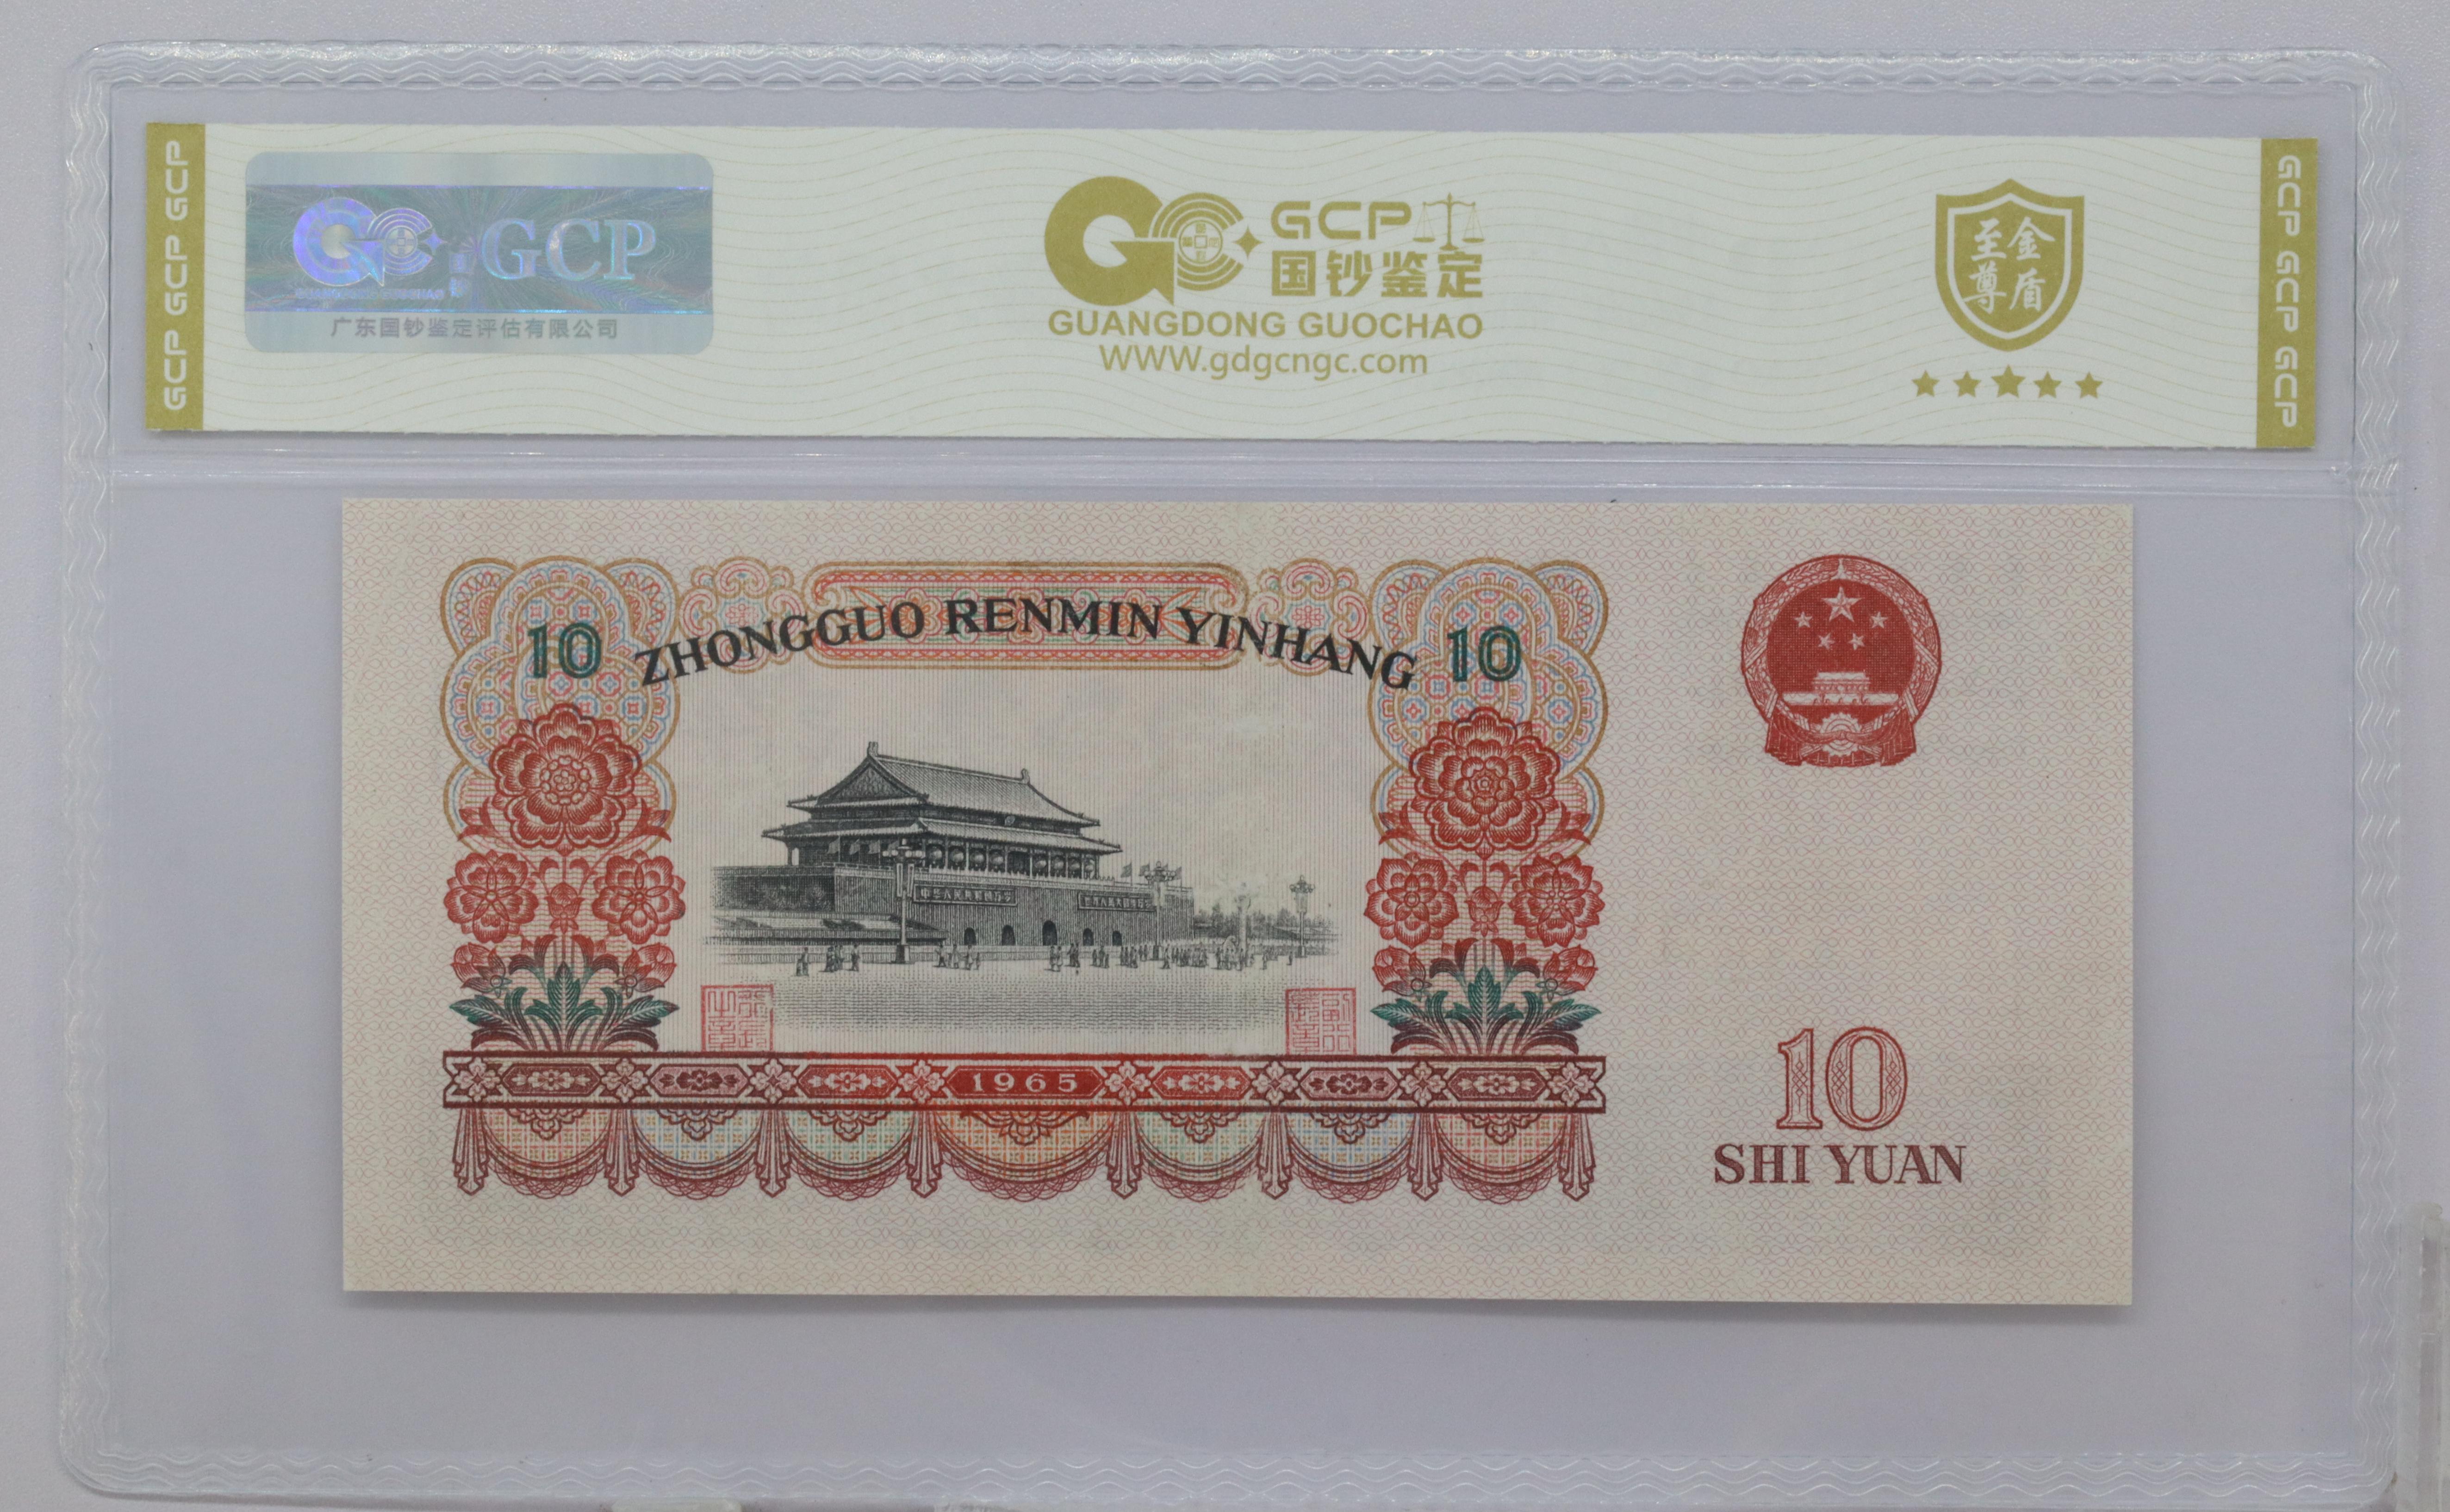 GCP GCP GCP
GCP
广东国钞鉴定评估有限公司
GCP
国钞鉴定
GUANGDONG GUOCHAO
WWW.gdgcngc.com
至金
尊盾
GCP GCP GCP
ZHONGGUO RENMIN YINHANG
10
10
1965
10
SHI YUAN